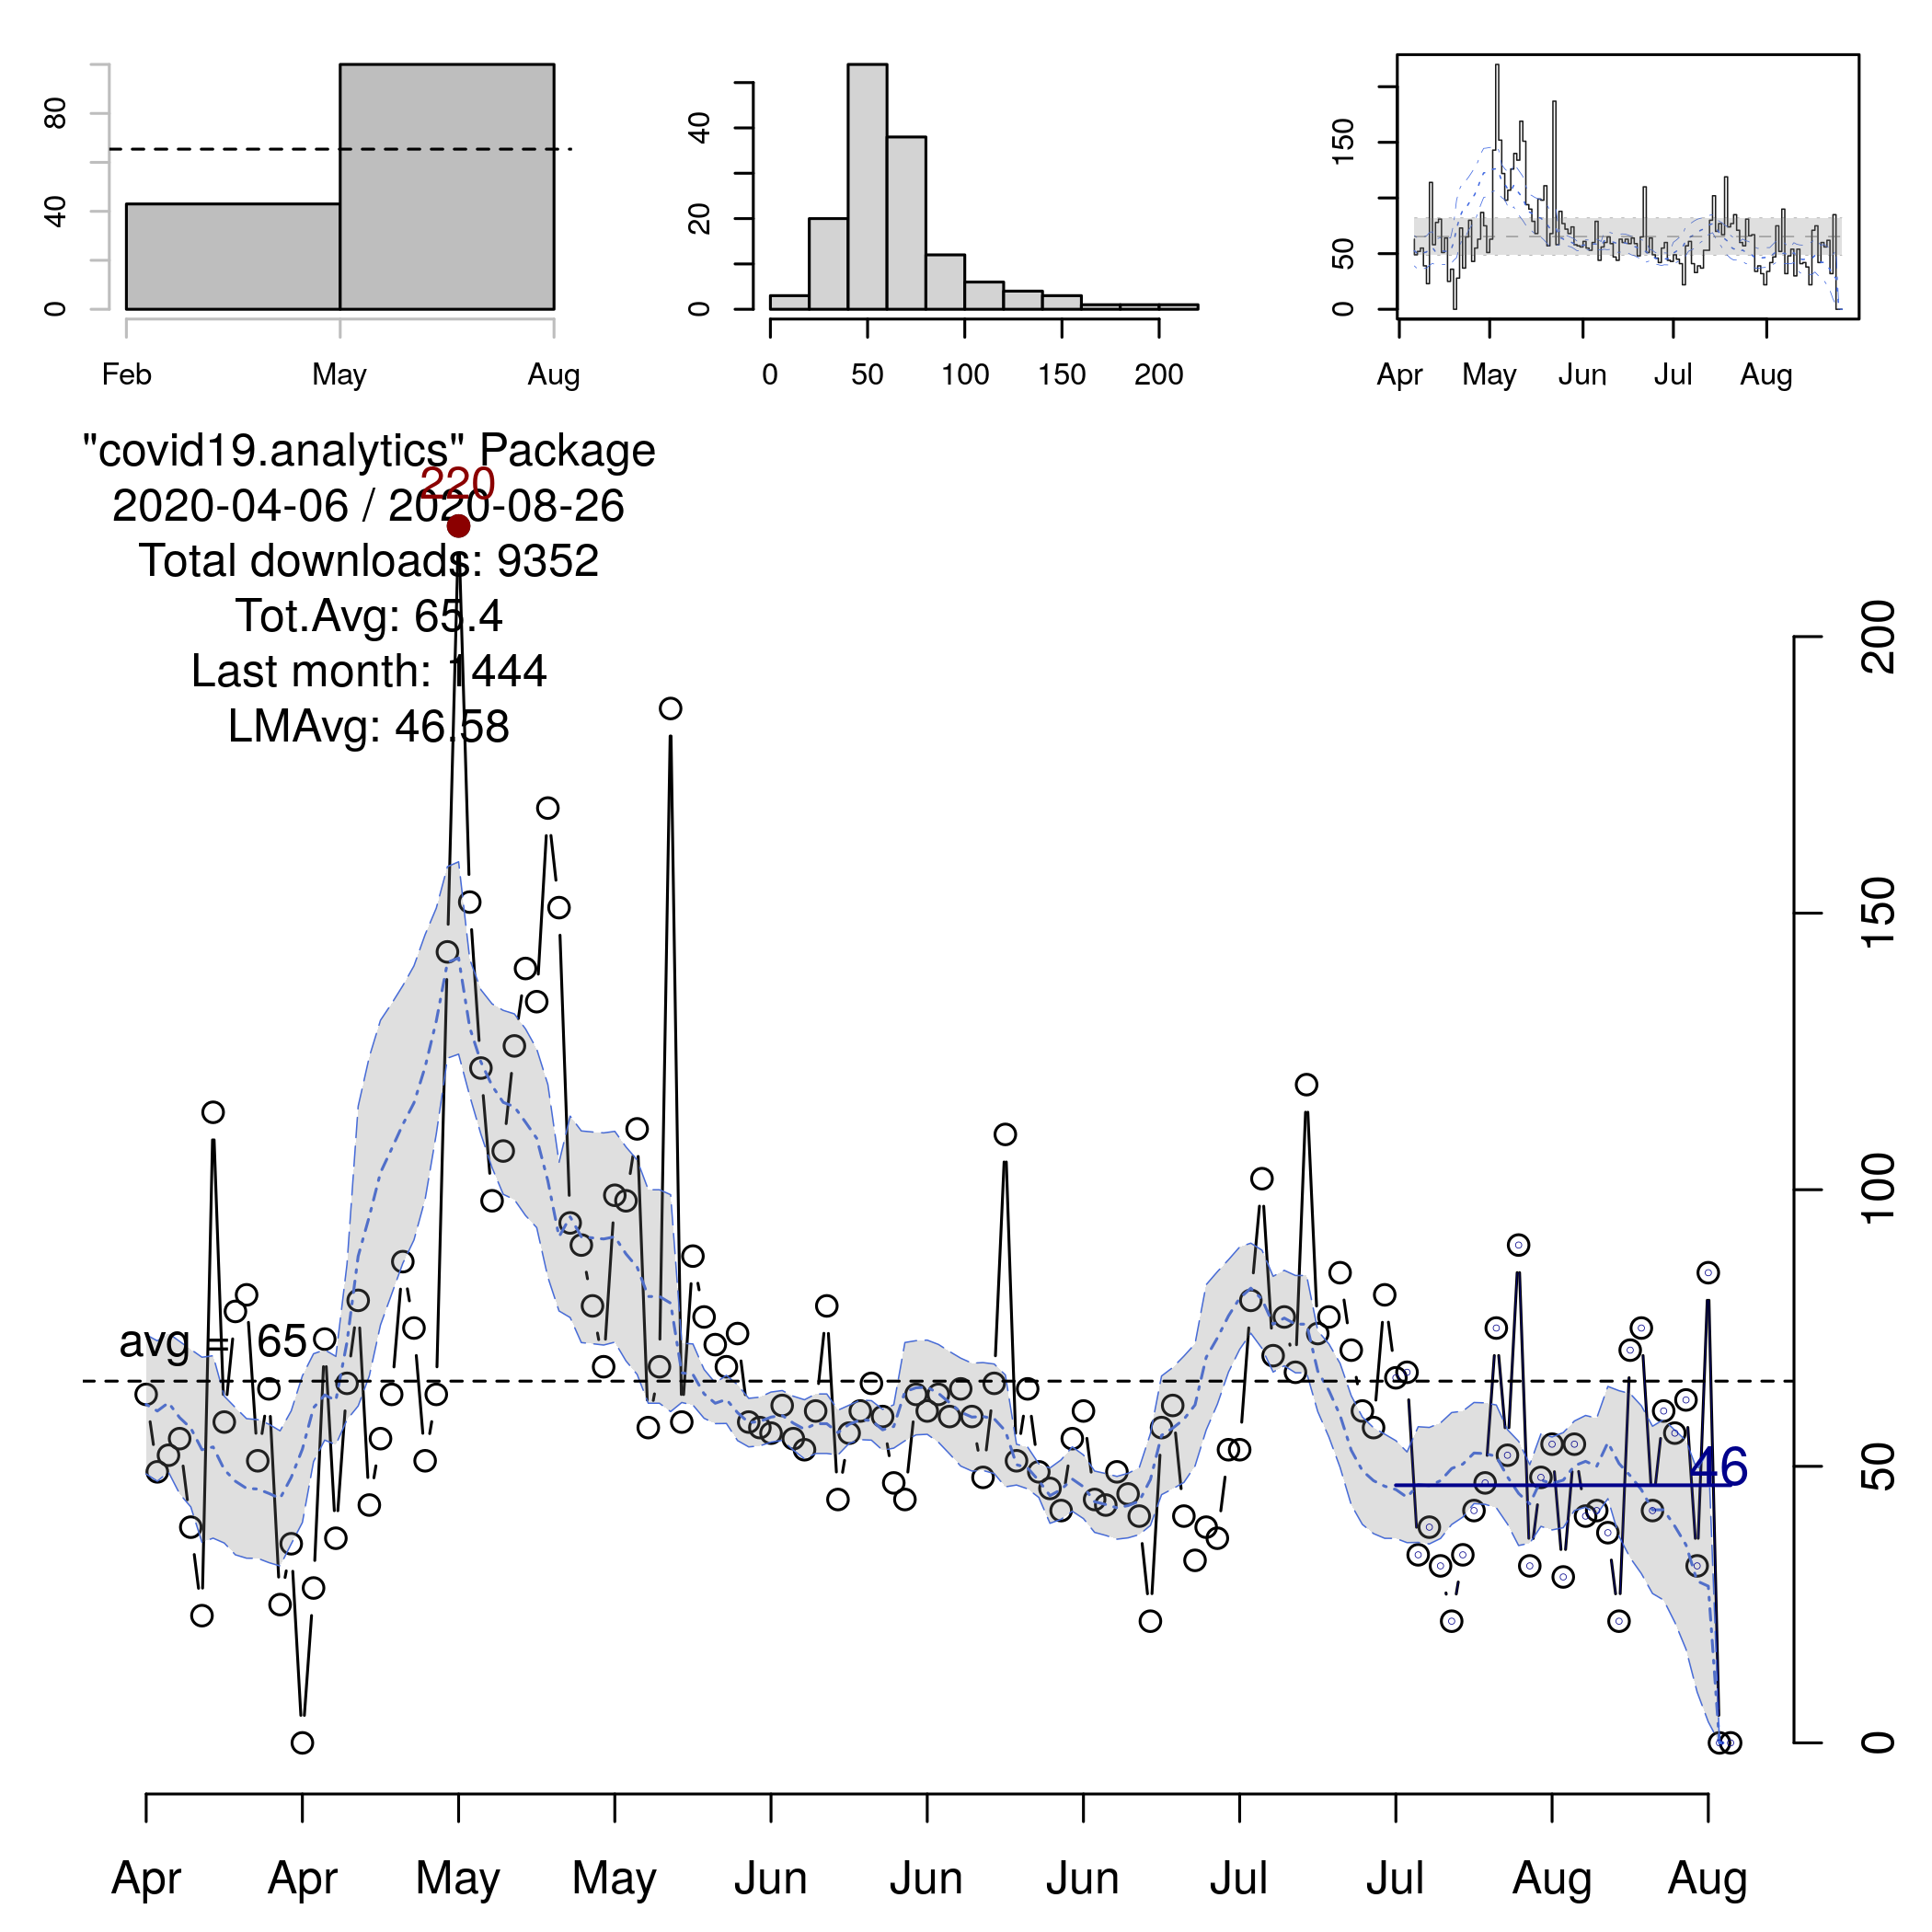 80
40
0
Feb May Aug
40
20
0
0 50 100 150 200
150
50
0
Apr May Jun Jul Aug
"covid19.analytics" Package
220
2020-04-06 / 2020-08-26
Total downloads: 9352
Tot.Avg: 65.4
Last month: 1444
LMAvg: 46.58
avg = 65
46
200
150
100
50
0
Apr Apr May May Jun Jun Jun Jul Jul Aug Aug